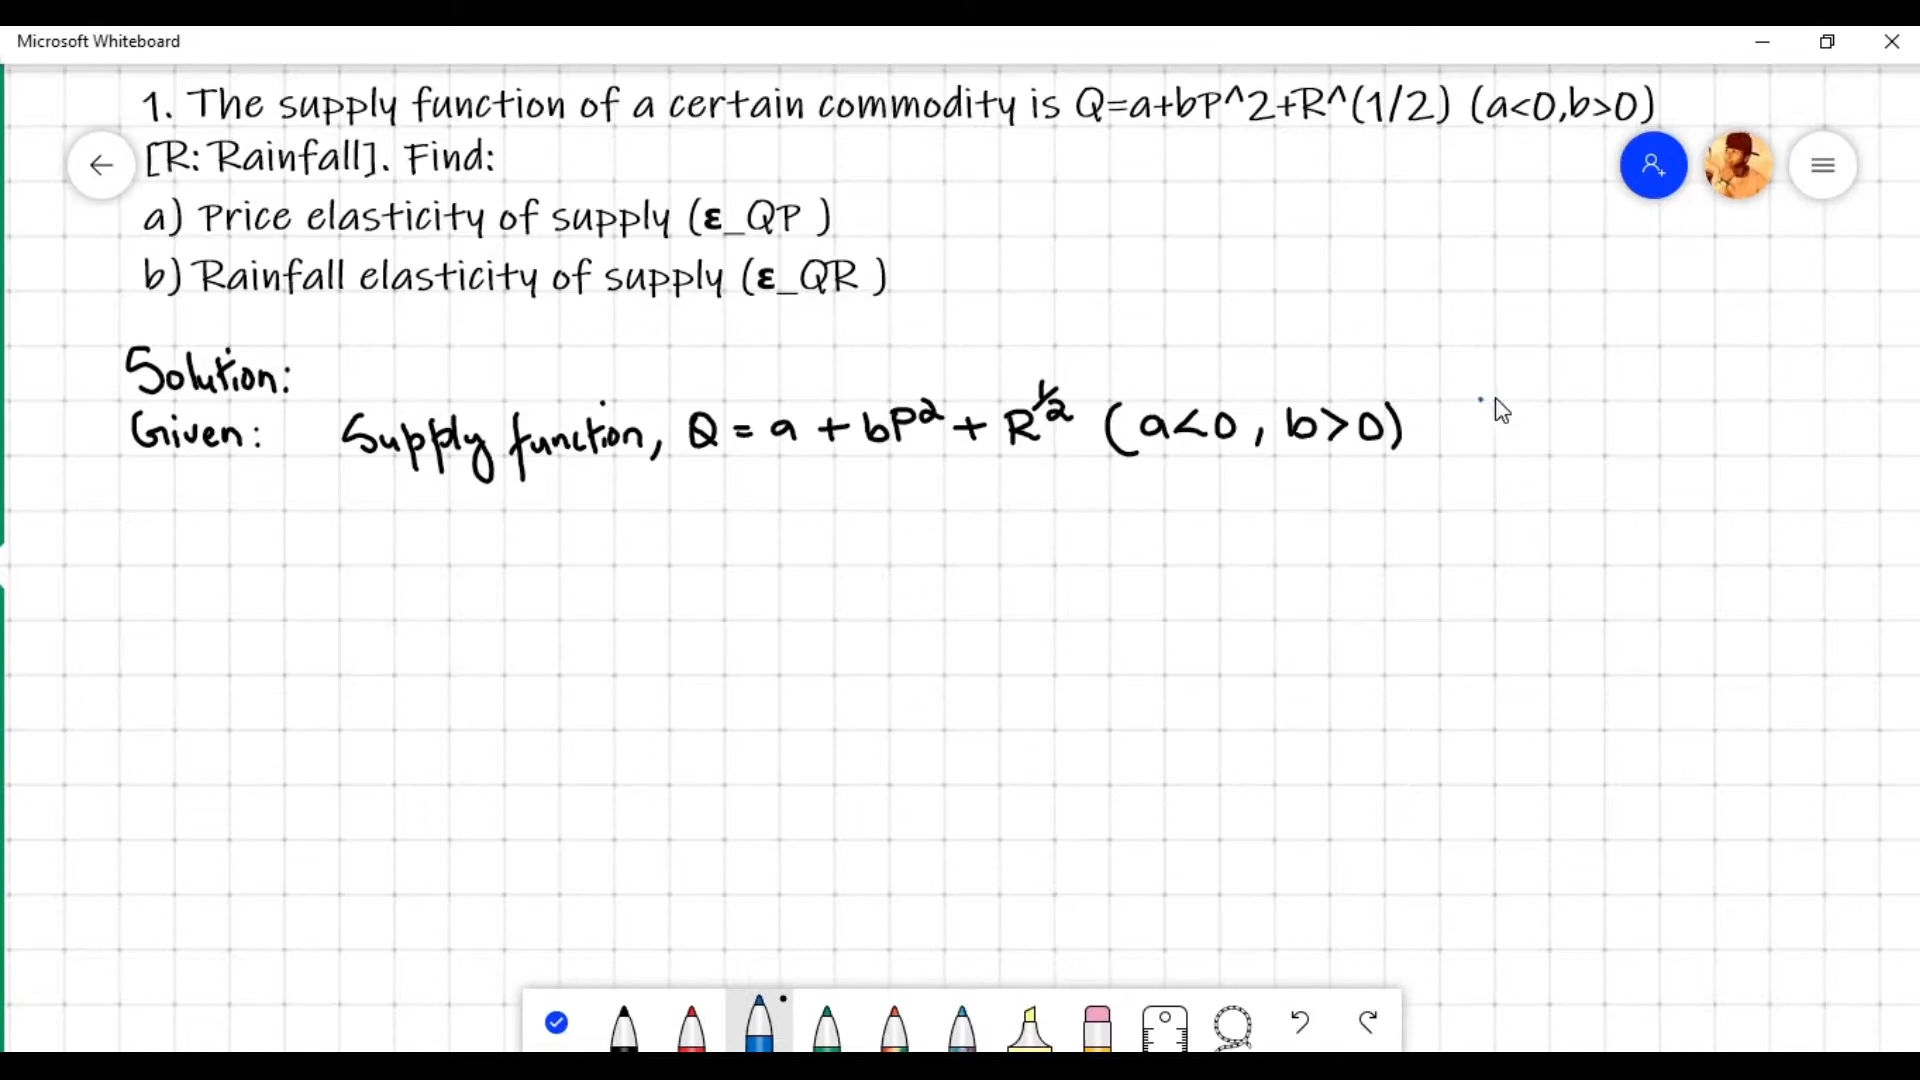 Microsoft Whiteboard
1. The supply function of a certain commodity is Q=a+bP^2+R^(1/2) (a<0,b>0)
[R: Rainfall]. Find:
a) Price elasticity of supply (ε_QP )
b) Rainfall elasticity of supply (ε_QR )
Solution:
Given: Supply function, Q = a + bP² + R^½ (a<0, b>0)